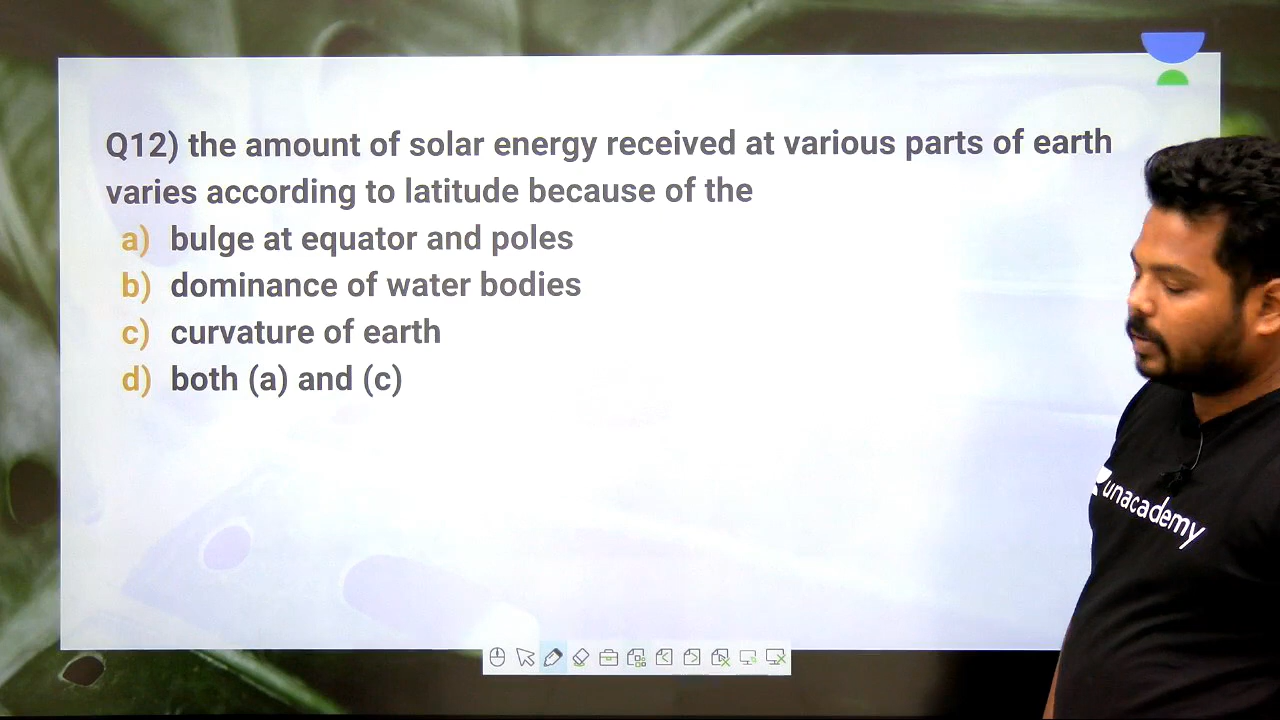 Q12) the amount of solar energy received at various parts of earth
varies according to latitude because of the
a) bulge at equator and poles
b) dominance of water bodies
c) curvature of earth
d) both (a) and (c)
unacademy